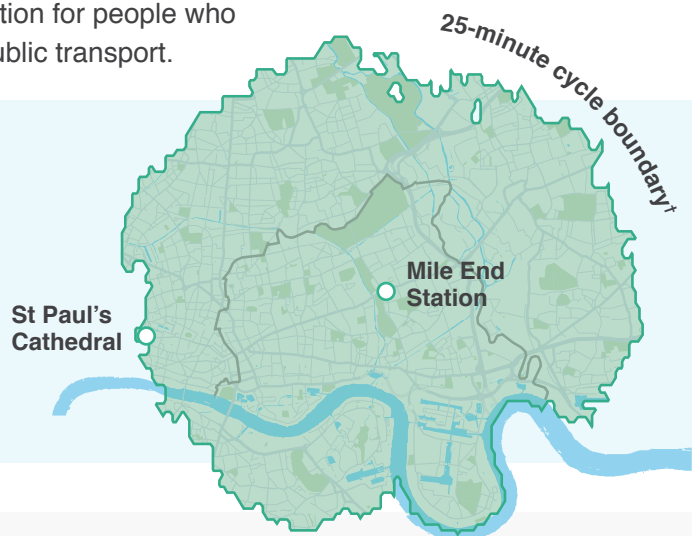 tion for people who
ublic transport.
25-minute cycle boundary†
Mile End
Station
St Paul's
Cathedral